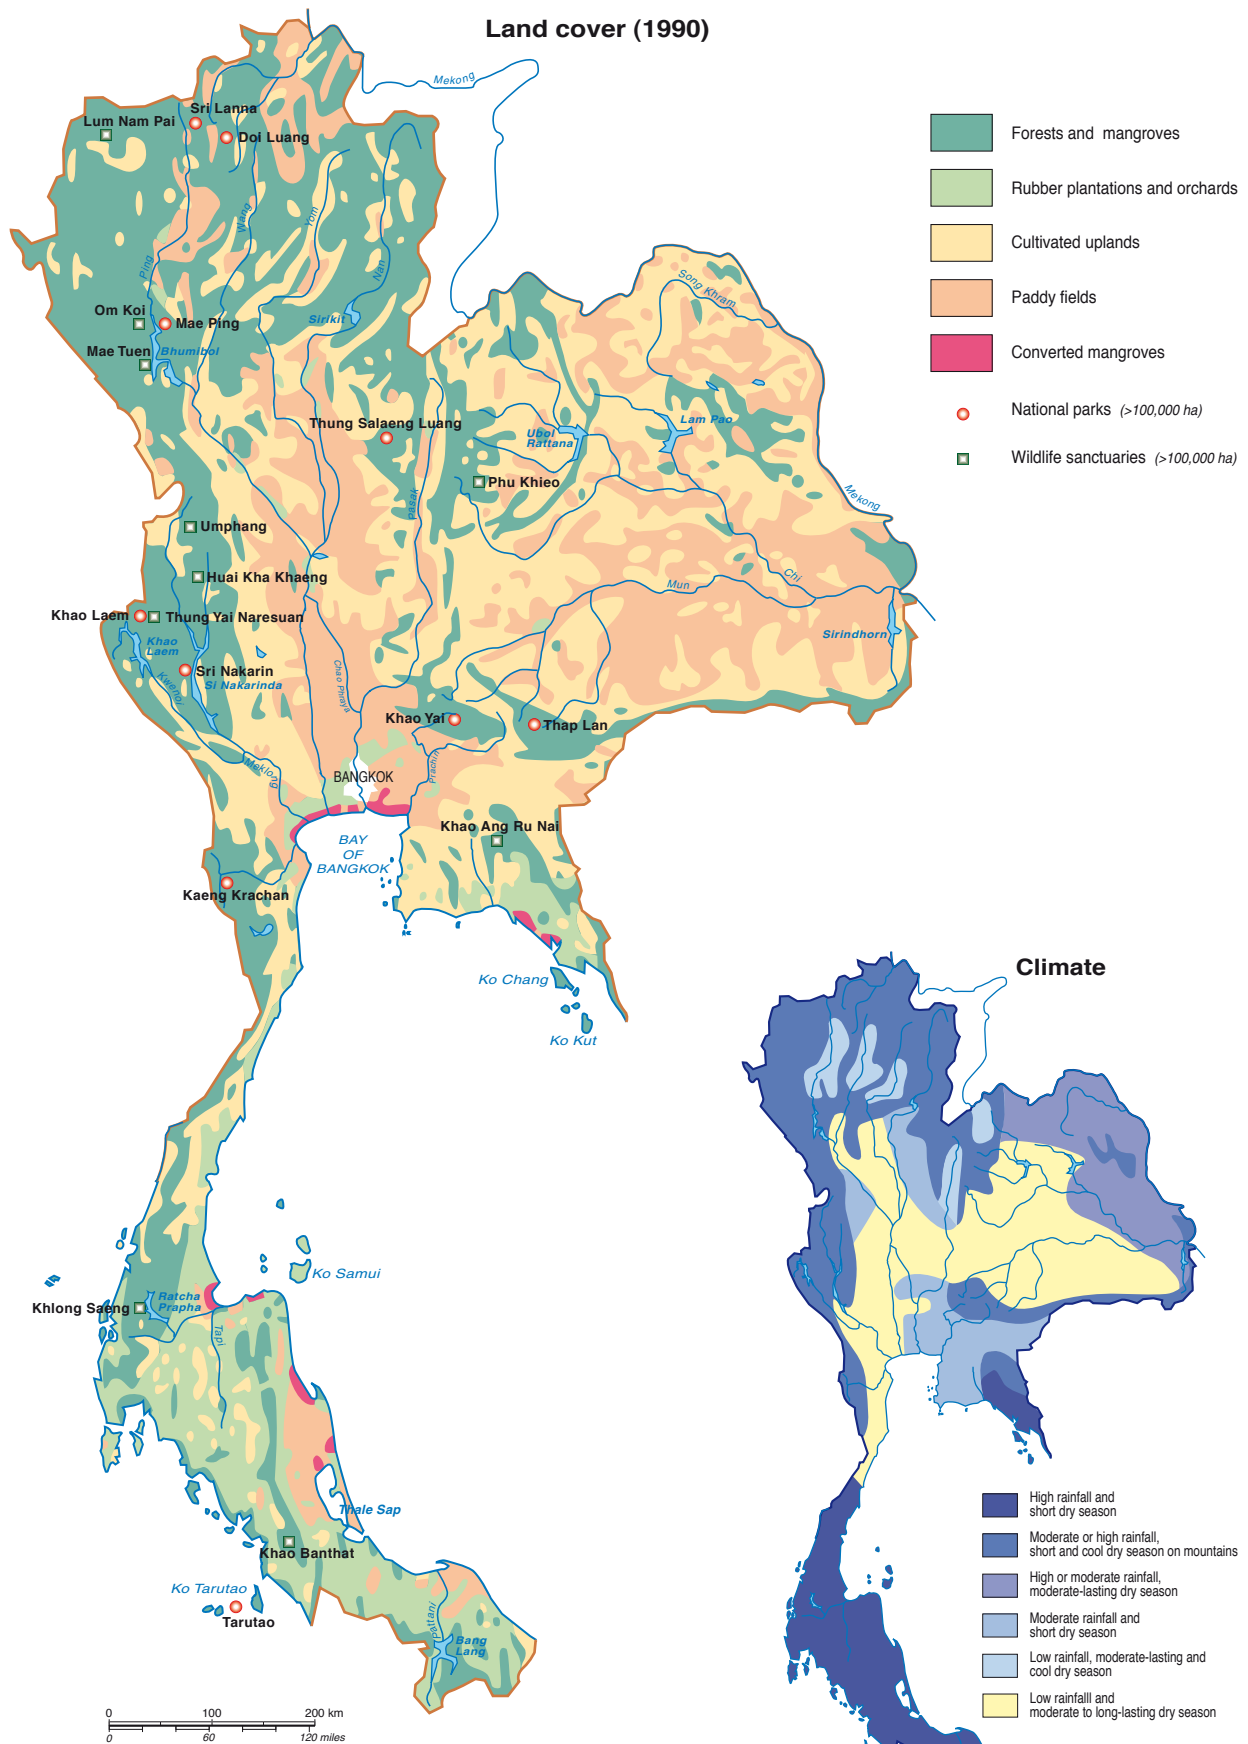 Land cover (1990)
Mekong
Sri Lanna
Lum Nam Pai
Doi Luang
Forests and mangroves
Rubber plantations and orchards
Cultivated uplands
Paddy fields
Converted mangroves
National parks (>100,000 ha)
Wildlife sanctuaries (>100,000 ha)
Wang
Yom
Nan
Ping
Song Khram
Om Koi
Mae Ping
Sirikit
Mae Tuen
Bhumibol
Thung Salaeng Luang
Ubol
Rattana
Lam Pao
Phu Khieo
Pasak
Mekong
Umphang
Huai Kha Khaeng
Chi
Mun
Khao Laem
Thung Yai Naresuan
Khao
Laem
Sirindhorn
Sri Nakarin
Si Nakarinda
Kwenoi
Chao Phraya
Khao Yai
Thap Lan
Prachin
Meklong
BANGKOK
Khao Ang Ru Nai
BAY
OF
BANGKOK
Kaeng Krachan
Ko Chang
Ko Kut
Climate
Ko Samui
Ratcha
Prapha
Khlong Saeng
Tapi
Thale Sap
Khao Banthat
Ko Tarutao
Tarutao
Pattani
Bang
Lang
High rainfall and
short dry season
Moderate or high rainfall,
short and cool dry season on mountains
High or moderate rainfall,
moderate-lasting dry season
Moderate rainfall and
short dry season
Low rainfall, moderate-lasting and
cool dry season
Low rainfalll and
moderate to long-lasting dry season
0 100 200 km
0 60 120 miles